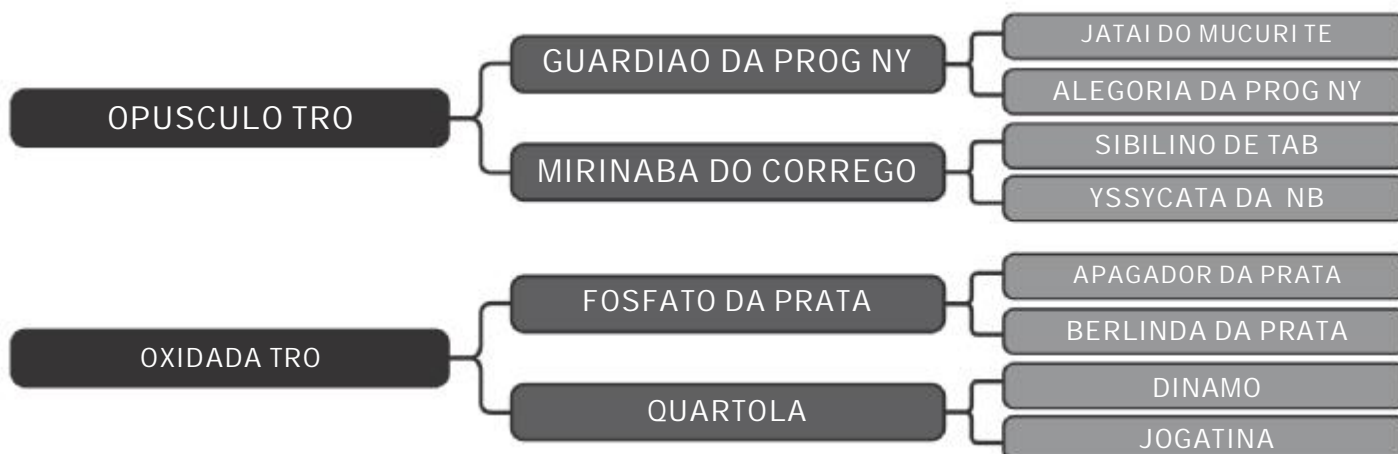 JATAI DO MUCURI TE
GUARDIAO DA PROG NY
ALEGORIA DA PROG NY
OPUSCULO TRO
SIBILINO DE TAB
MIRINABA DO CORREGO
YSSYCATA DA NB
APAGADOR DA PRATA
FOSFATO DA PRATA
BERLINDA DA PRATA
OXIDADA TRO
DINAMO
QUARTOLA
JOGATINA